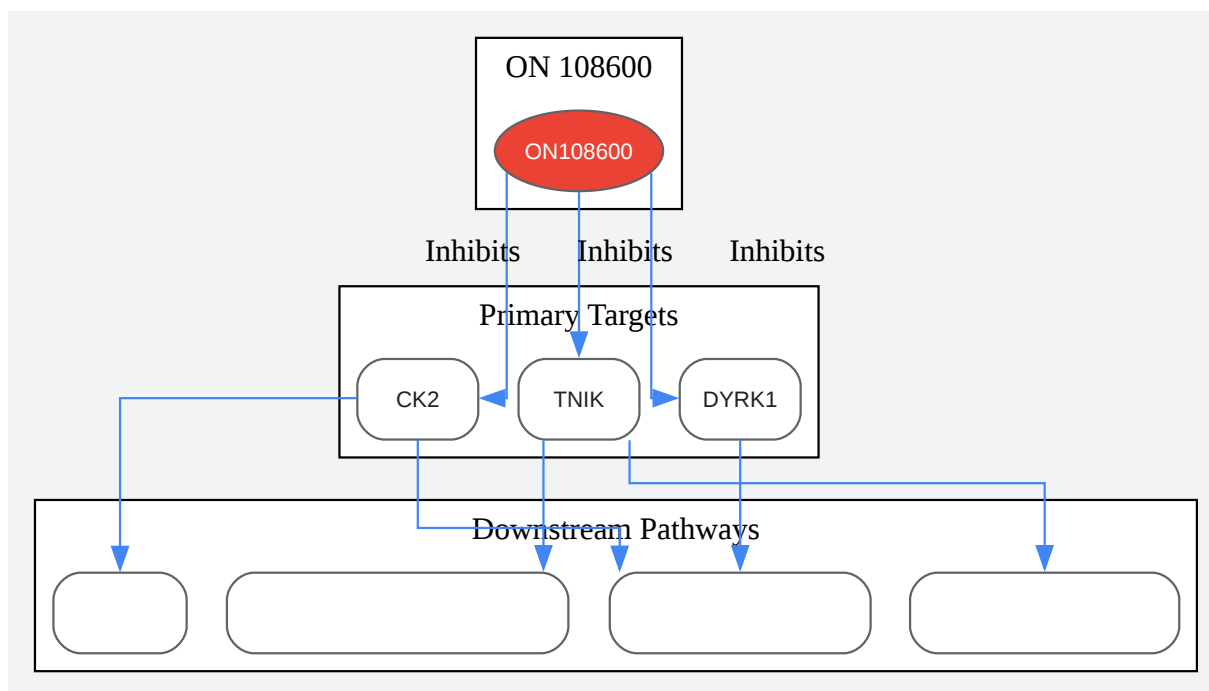 ON 108600
ON108600
Inhibits Inhibits Inhibits
Primary Targets
CK2 TNIK DYRK1
Downstream Pathways